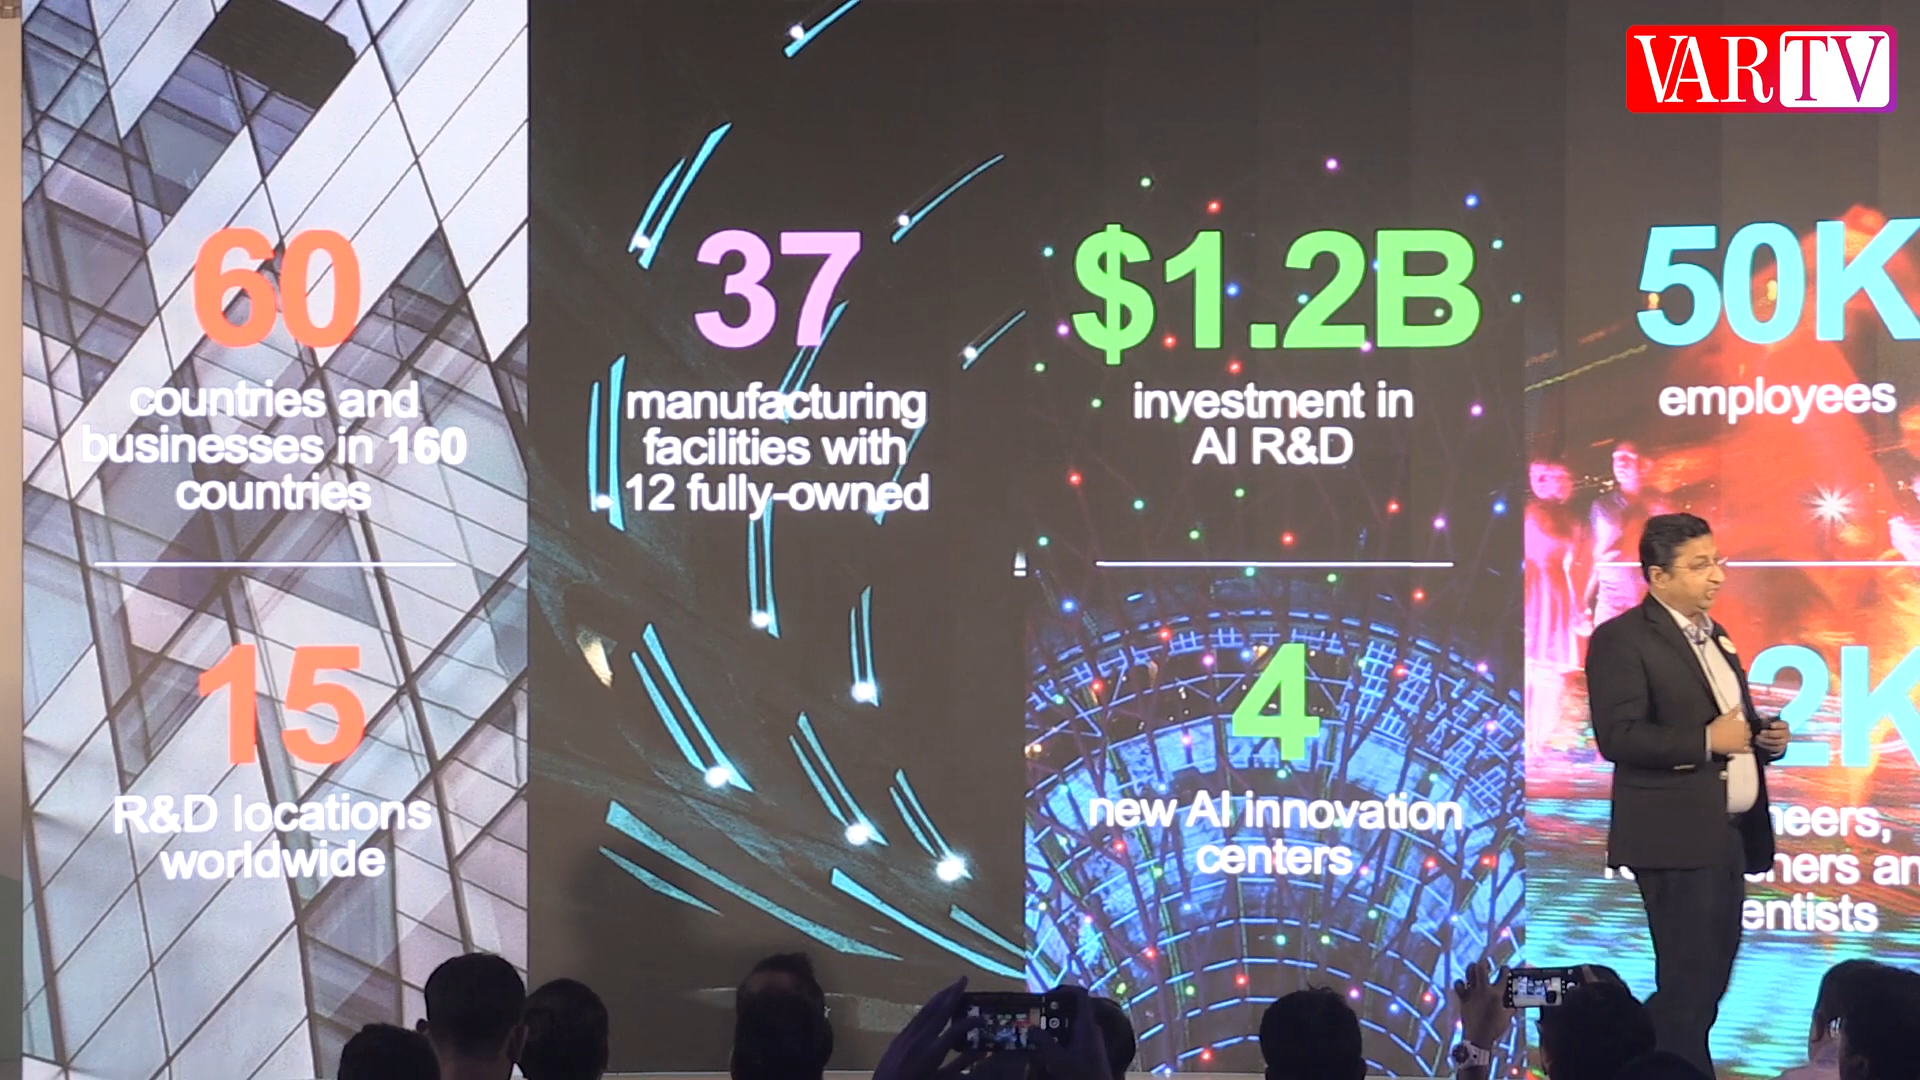 VARTV
60
countries and
businesses in 160
countries
15
R&D locations
worldwide
37
manufacturing
facilities with
12 fully-owned
$1.2B
investment in
AI R&D
4
new AI innovation
centers
50K
employees
2K